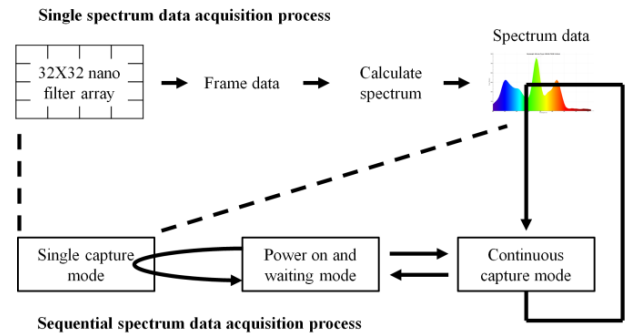 Single spectrum data acquisition process
Spectrum data
32X32 nano
filter array
Frame data
Calculate
spectrum
Single capture
mode
Power on and
waiting mode
Continuous
capture mode
Sequential spectrum data acquisition process